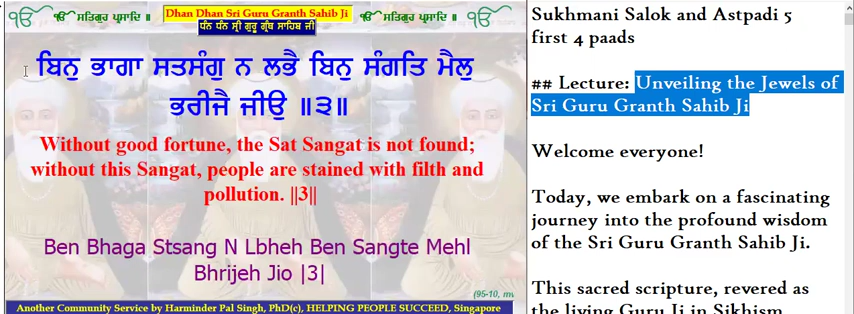 ੴ ੴ ਸਤਿਗੁਰ ਪ੍ਰਸਾਦਿ ॥ Dhan Dhan Sri Guru Granth Sahib Ji ੴ ਸਤਿਗੁਰ ਪ੍ਰਸਾਦਿ ॥ ੴ
ਧੰਨ ਧੰਨ ਸ੍ਰੀ ਗੁਰੂ ਗ੍ਰੰਥ ਸਾਹਿਬ ਜੀ
ਬਿਨੁ ਭਾਗਾ ਸਤਸੰਗੁ ਨ ਲਭੈ ਬਿਨੁ ਸੰਗਤਿ ਮੈਲੁ
ਭਰੀਜੈ ਜੀਉ ॥੩॥
Without good fortune, the Sat Sangat is not found;
without this Sangat, people are stained with filth and
pollution. ||3||
Ben Bhaga Stsang N Lbheh Ben Sangte Mehl
Bhrijeh Jio |3|
(95-10,
Another Community Service by Harminder Pal Singh, PhD(c), HELPING PEOPLE SUCCEED, Singapore
Sukhmani Salok and Astpadi 5
first 4 paads
## Lecture: Unveiling the Jewels of
Sri Guru Granth Sahib Ji
Welcome everyone!
Today, we embark on a fascinating
journey into the profound wisdom
of the Sri Guru Granth Sahib Ji.
This sacred scripture, revered as
the living Guru Ji in Sikhism